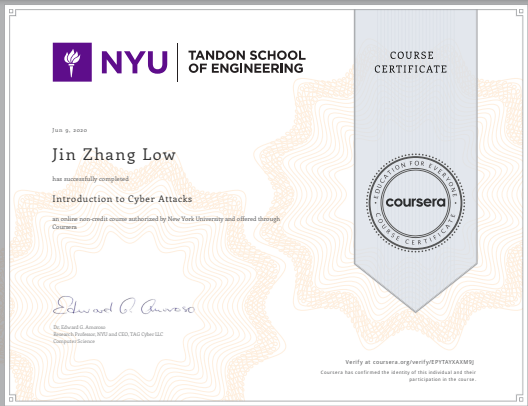 NYU
TANDON SCHOOL
OF ENGINEERING
COURSE
CERTIFICATE
Jun 9, 2020
Jin Zhang Low
has successfully completed
Introduction to Cyber Attacks
an online non-credit course authorized by New York University and offered through
Coursera
EDUCATION FOR EVERYONE
coursera
COURSE CERTIFICATE
Edward G. Amoroso
Dr. Edward G. Amoroso
Research Professor, NYU and CEO, TAG Cyber LLC
Computer Science
Verify at coursera.org/verify/EPYTAYXAXM9J
Coursera has confirmed the identity of this individual and their
participation in the course.